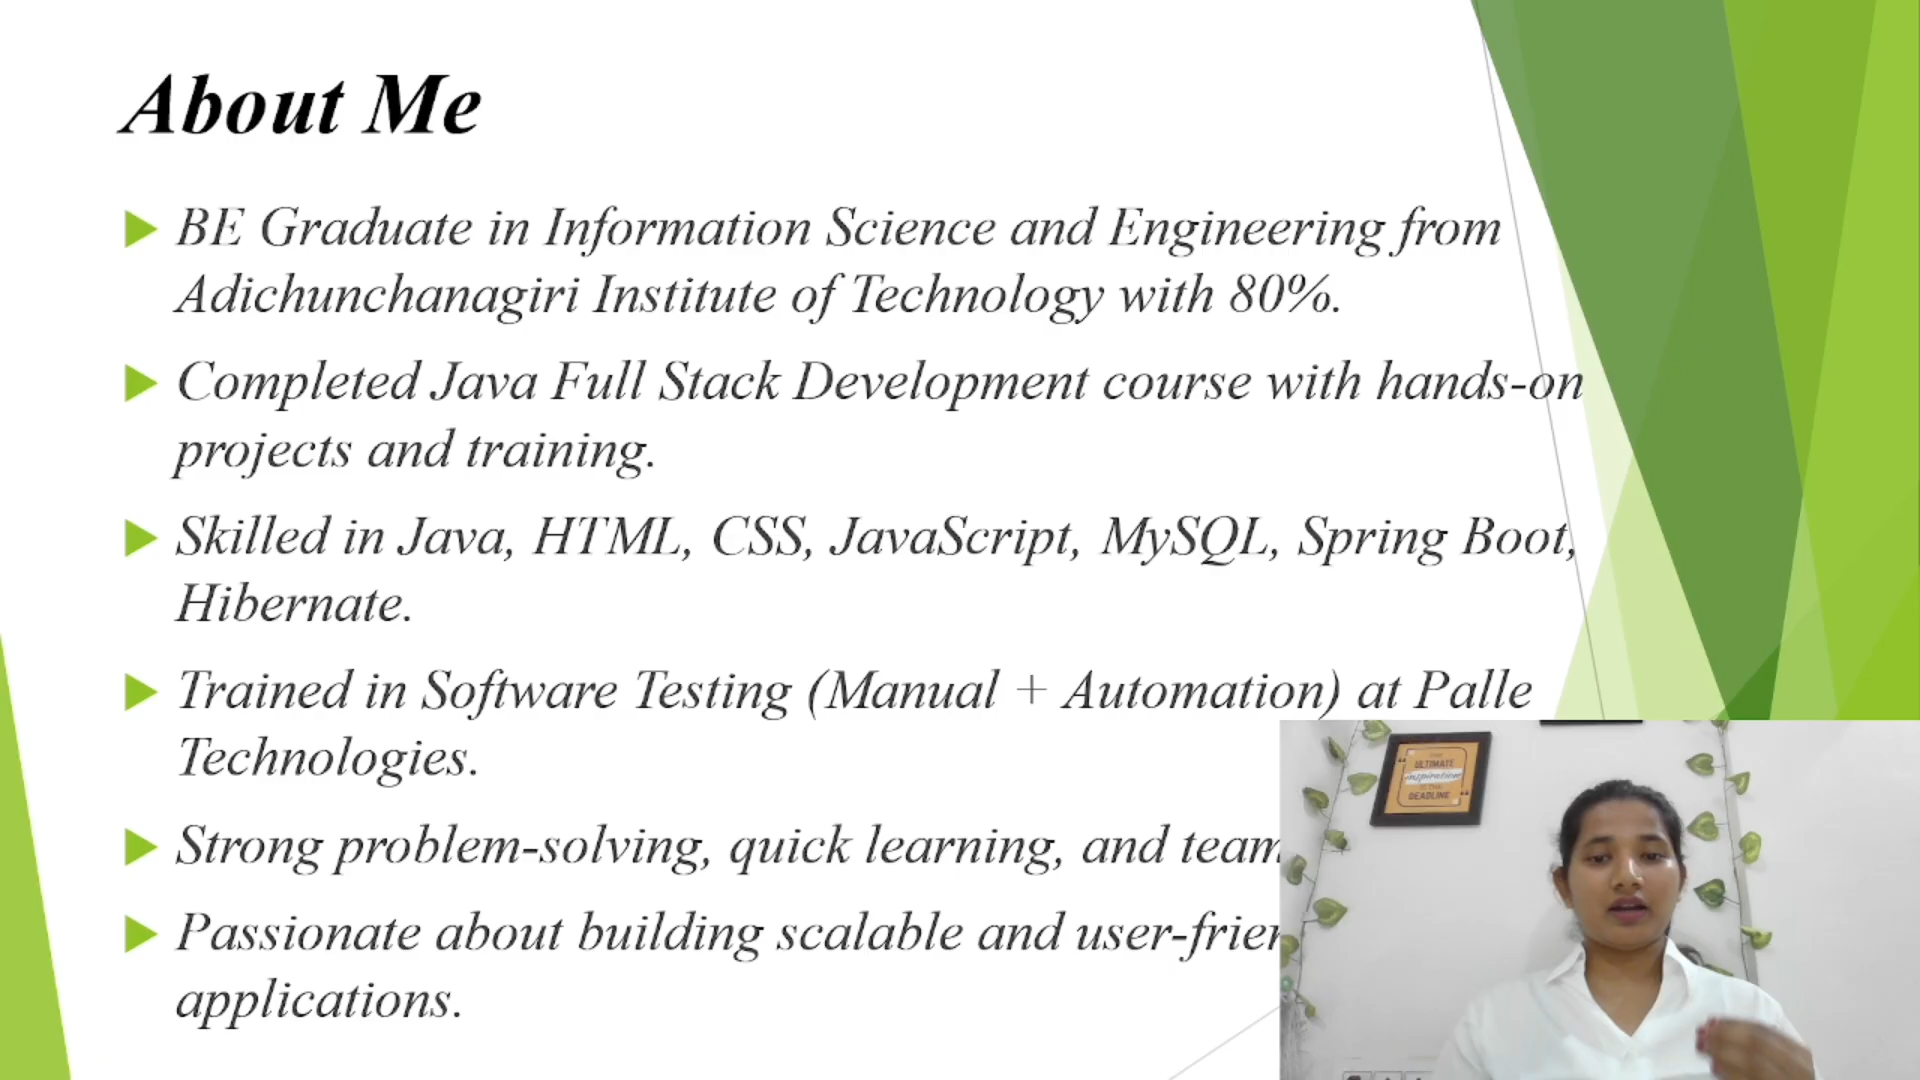 About Me
BE Graduate in Information Science and Engineering from
Adichunchanagiri Institute of Technology with 80%.
Completed Java Full Stack Development course with hands-on
projects and training.
Skilled in Java, HTML, CSS, JavaScript, MySQL, Spring Boot,
Hibernate.
Trained in Software Testing (Manual + Automation) at Palle
Technologies.
Strong problem-solving, quick learning, and team
Passionate about building scalable and user-frien
applications.
ULTIMATE
inspiration
DEADLINE